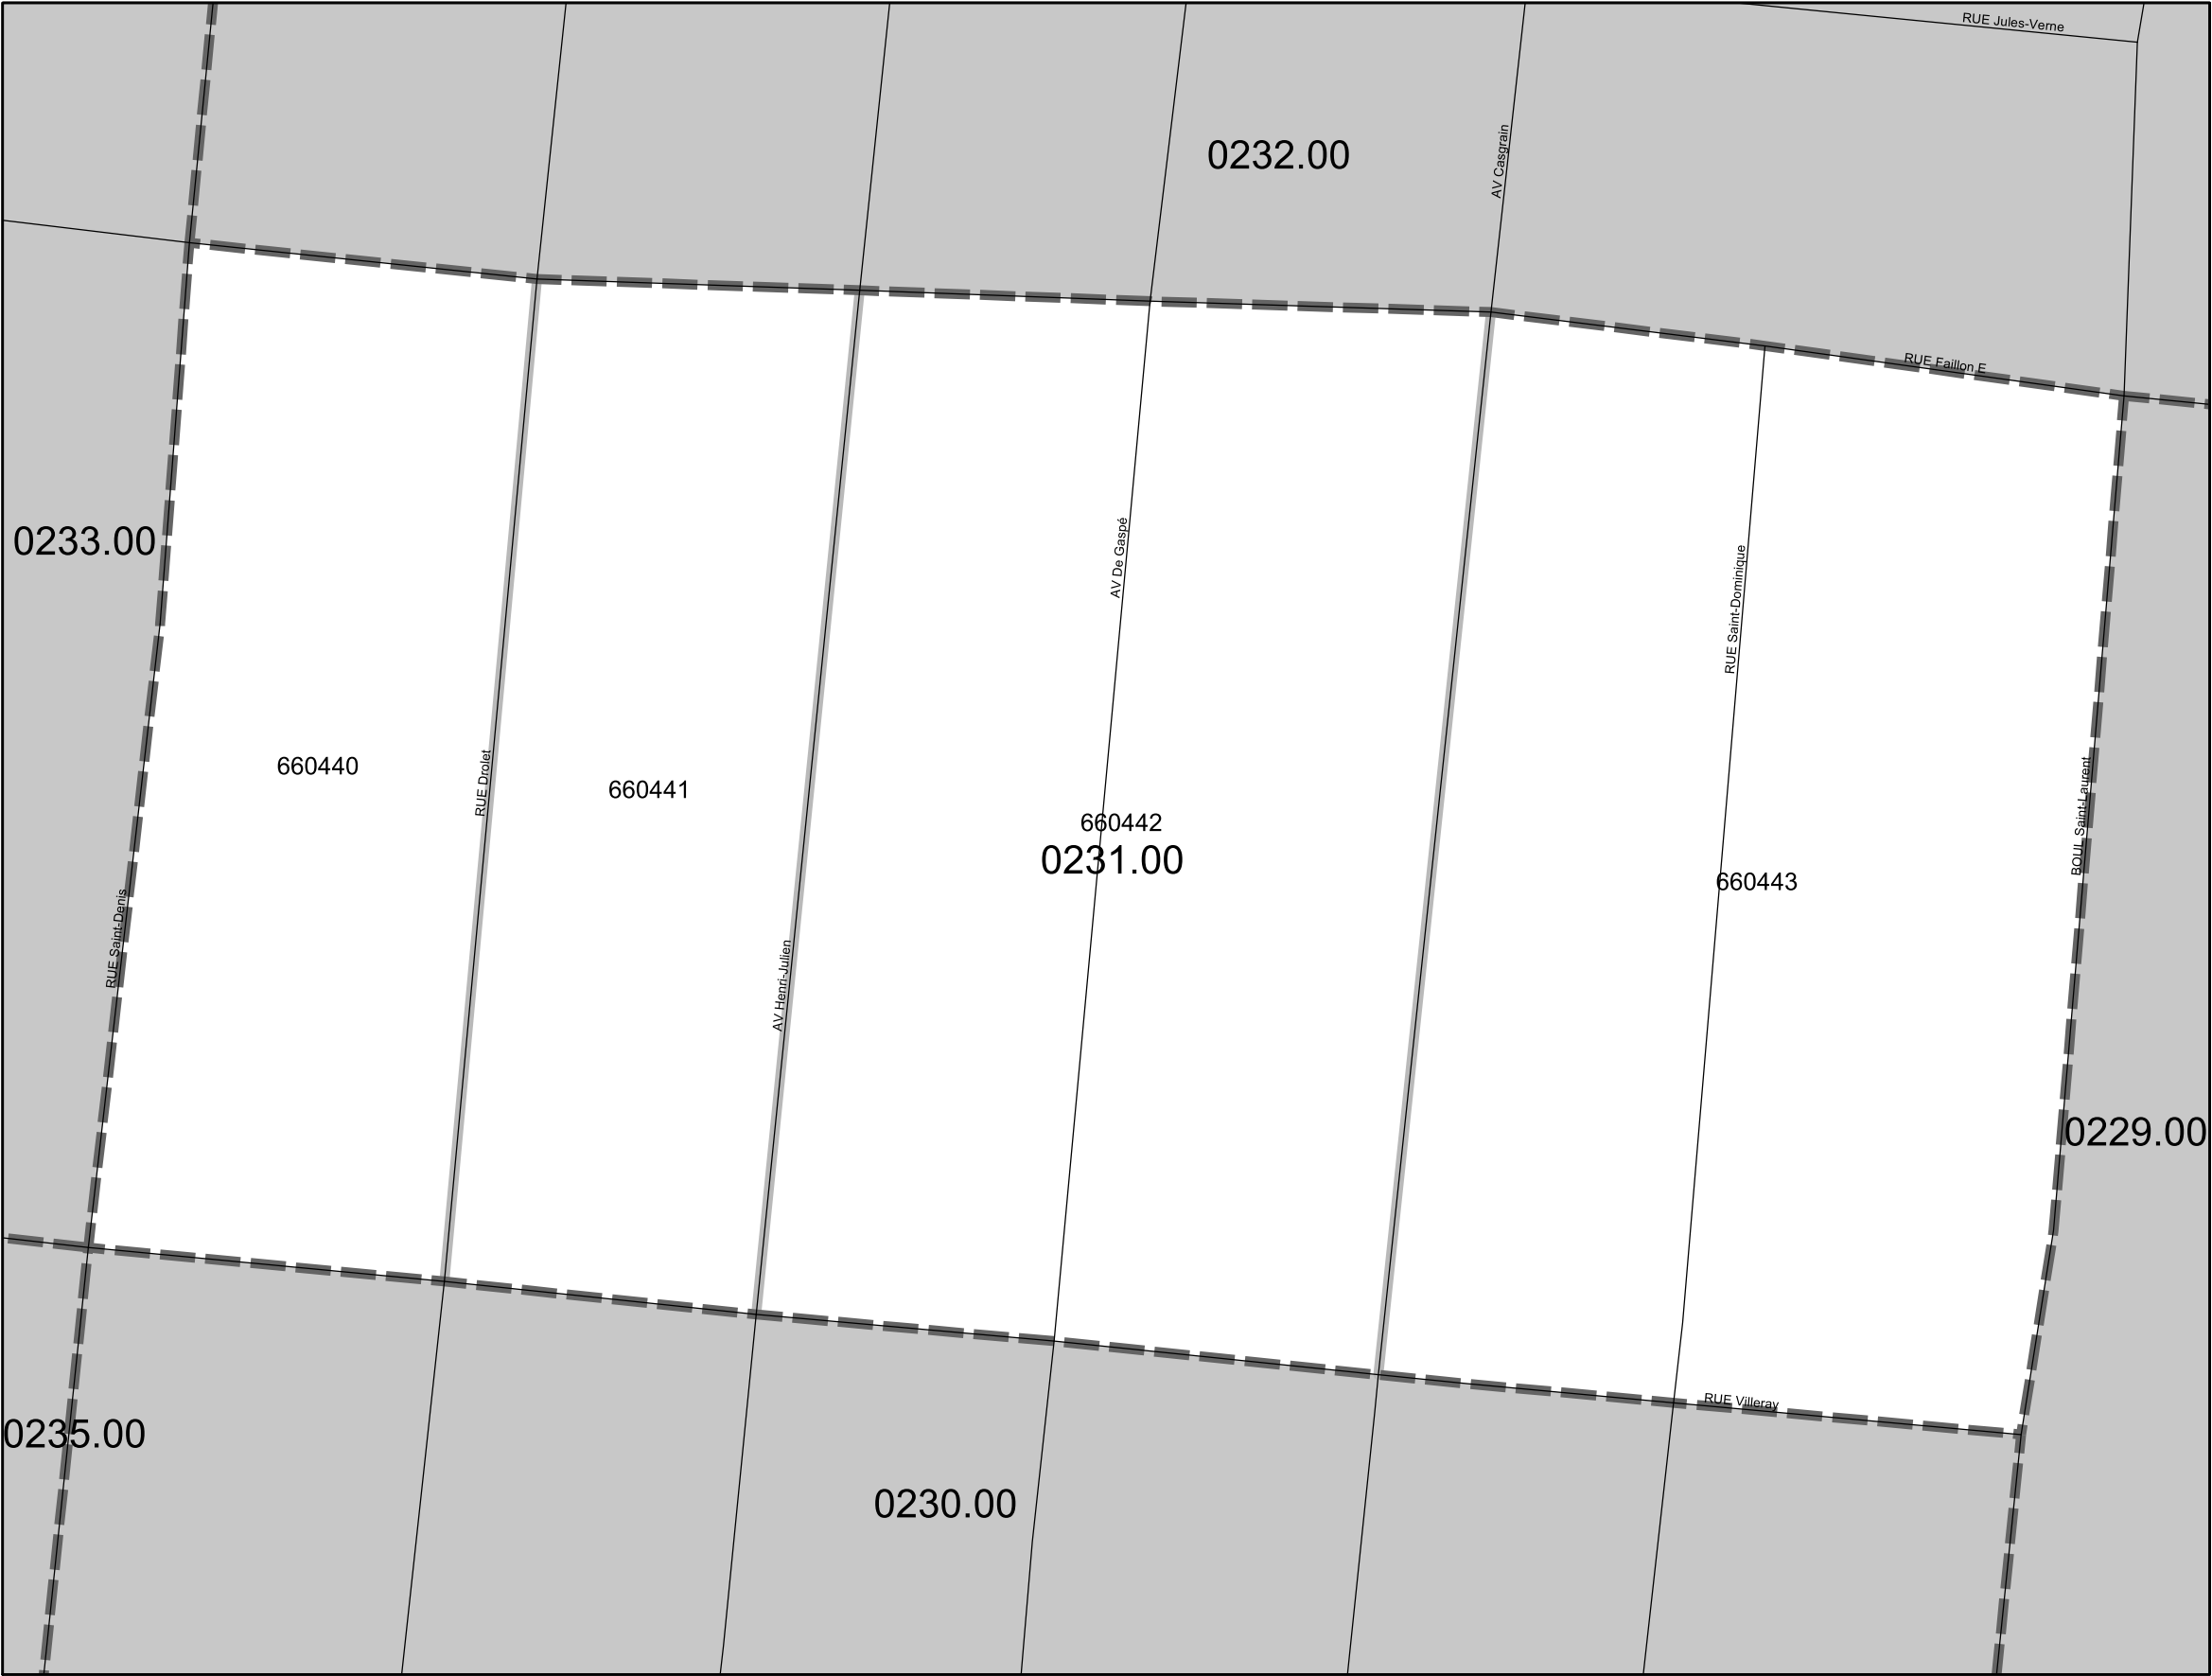 RUE Jules-Verne
0232.00
AV Casgrain
RUE Faillon E
0233.00
AV De Gaspé
RUE Saint-Dominique
660440
RUE Drolet
660441
660442
0231.00
660443
BOUL Saint-Laurent
RUE Saint-Denis
AV Henri-Julien
0229.00
RUE Villeray
0235.00
0230.00